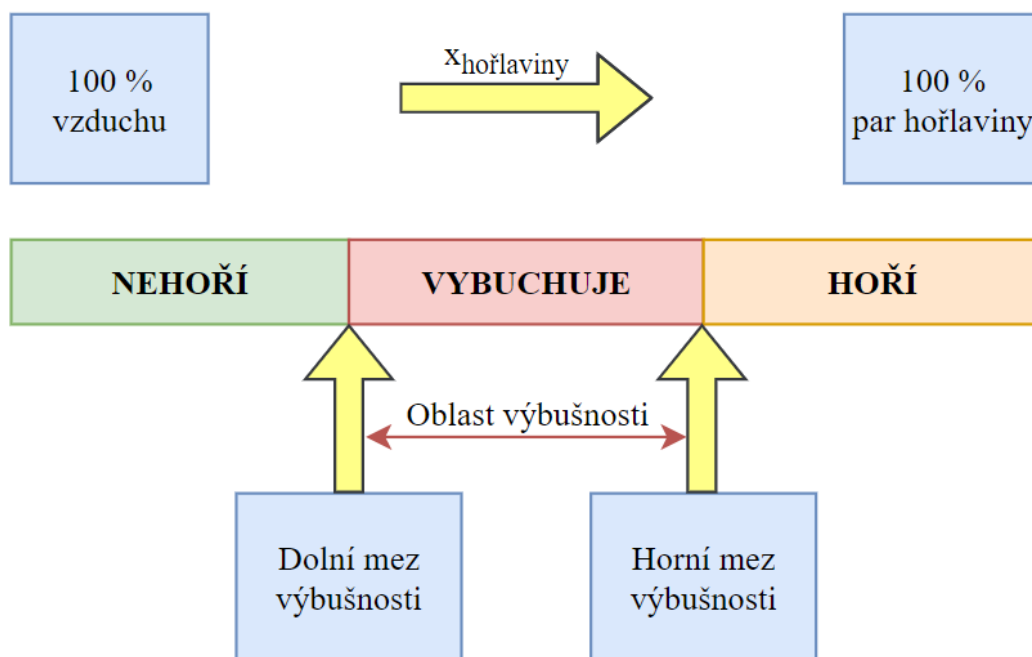 100 %
vzduchu
xhořlaviny
100 %
par hořlaviny
NEHOŘÍ
VYBUCHUJE
HOŘÍ
Oblast výbušnosti
Dolní mez
výbušnosti
Horní mez
výbušnosti